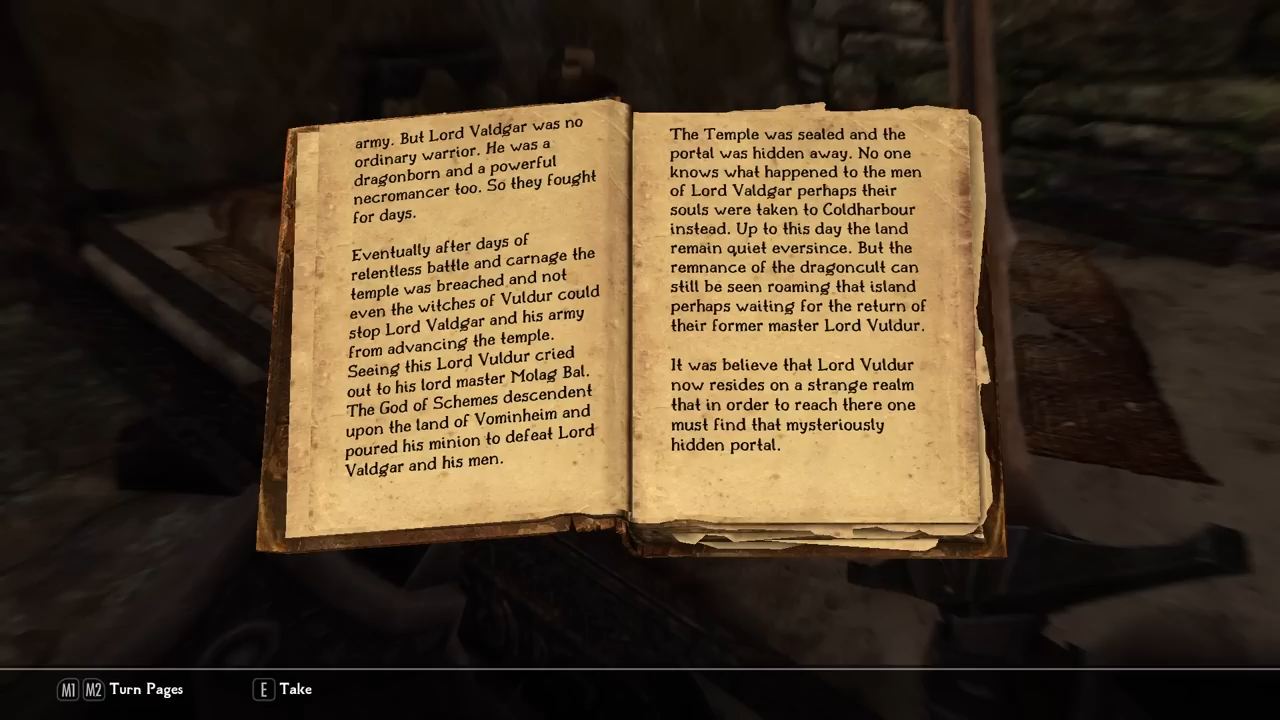 army. But Lord Valdgar was no
ordinary warrior. He was a
dragonborn and a powerful
necromancer too. So they fought
for days.
Eventually after days of
relentless battle and carnage the
temple was breached and not
even the witches of Vuldur could
stop Lord Valdgar and his army
from advancing the temple.
Seeing this Lord Vuldur cried
out to his lord master Molag Bal.
The God of Schemes descendent
upon the land of Vominheim and
poured his minion to defeat Lord
Valdgar and his men.
The Temple was sealed and the
portal was hidden away. No one
knows what happened to the men
of Lord Valdgar perhaps their
souls were taken to Coldharbour
instead. Up to this day the land
remain quiet eversince. But the
remnance of the dragoncult can
still be seen roaming that island
perhaps waiting for the return of
their former master Lord Vuldur.
It was believe that Lord Vuldur
now resides on a strange realm
that in order to reach there one
must find that mysteriously
hidden portal.
M1 M2 Turn Pages
E Take